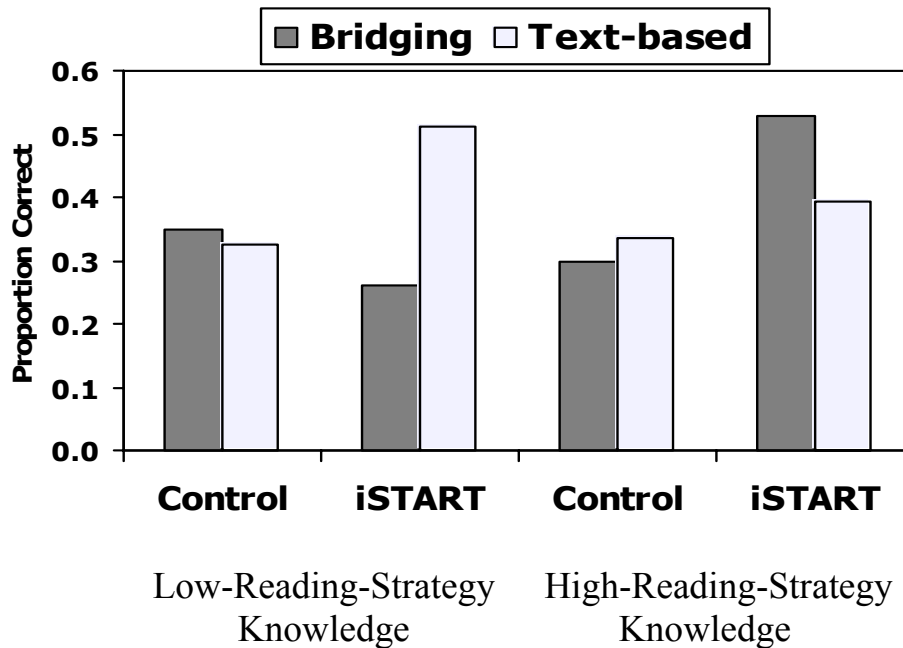 Bridging Text-based
0.6
0.5
0.4
0.3
0.2
0.1
0.0
Proportion Correct
Control iSTART Control iSTART
Low-Reading-Strategy High-Reading-Strategy
Knowledge Knowledge